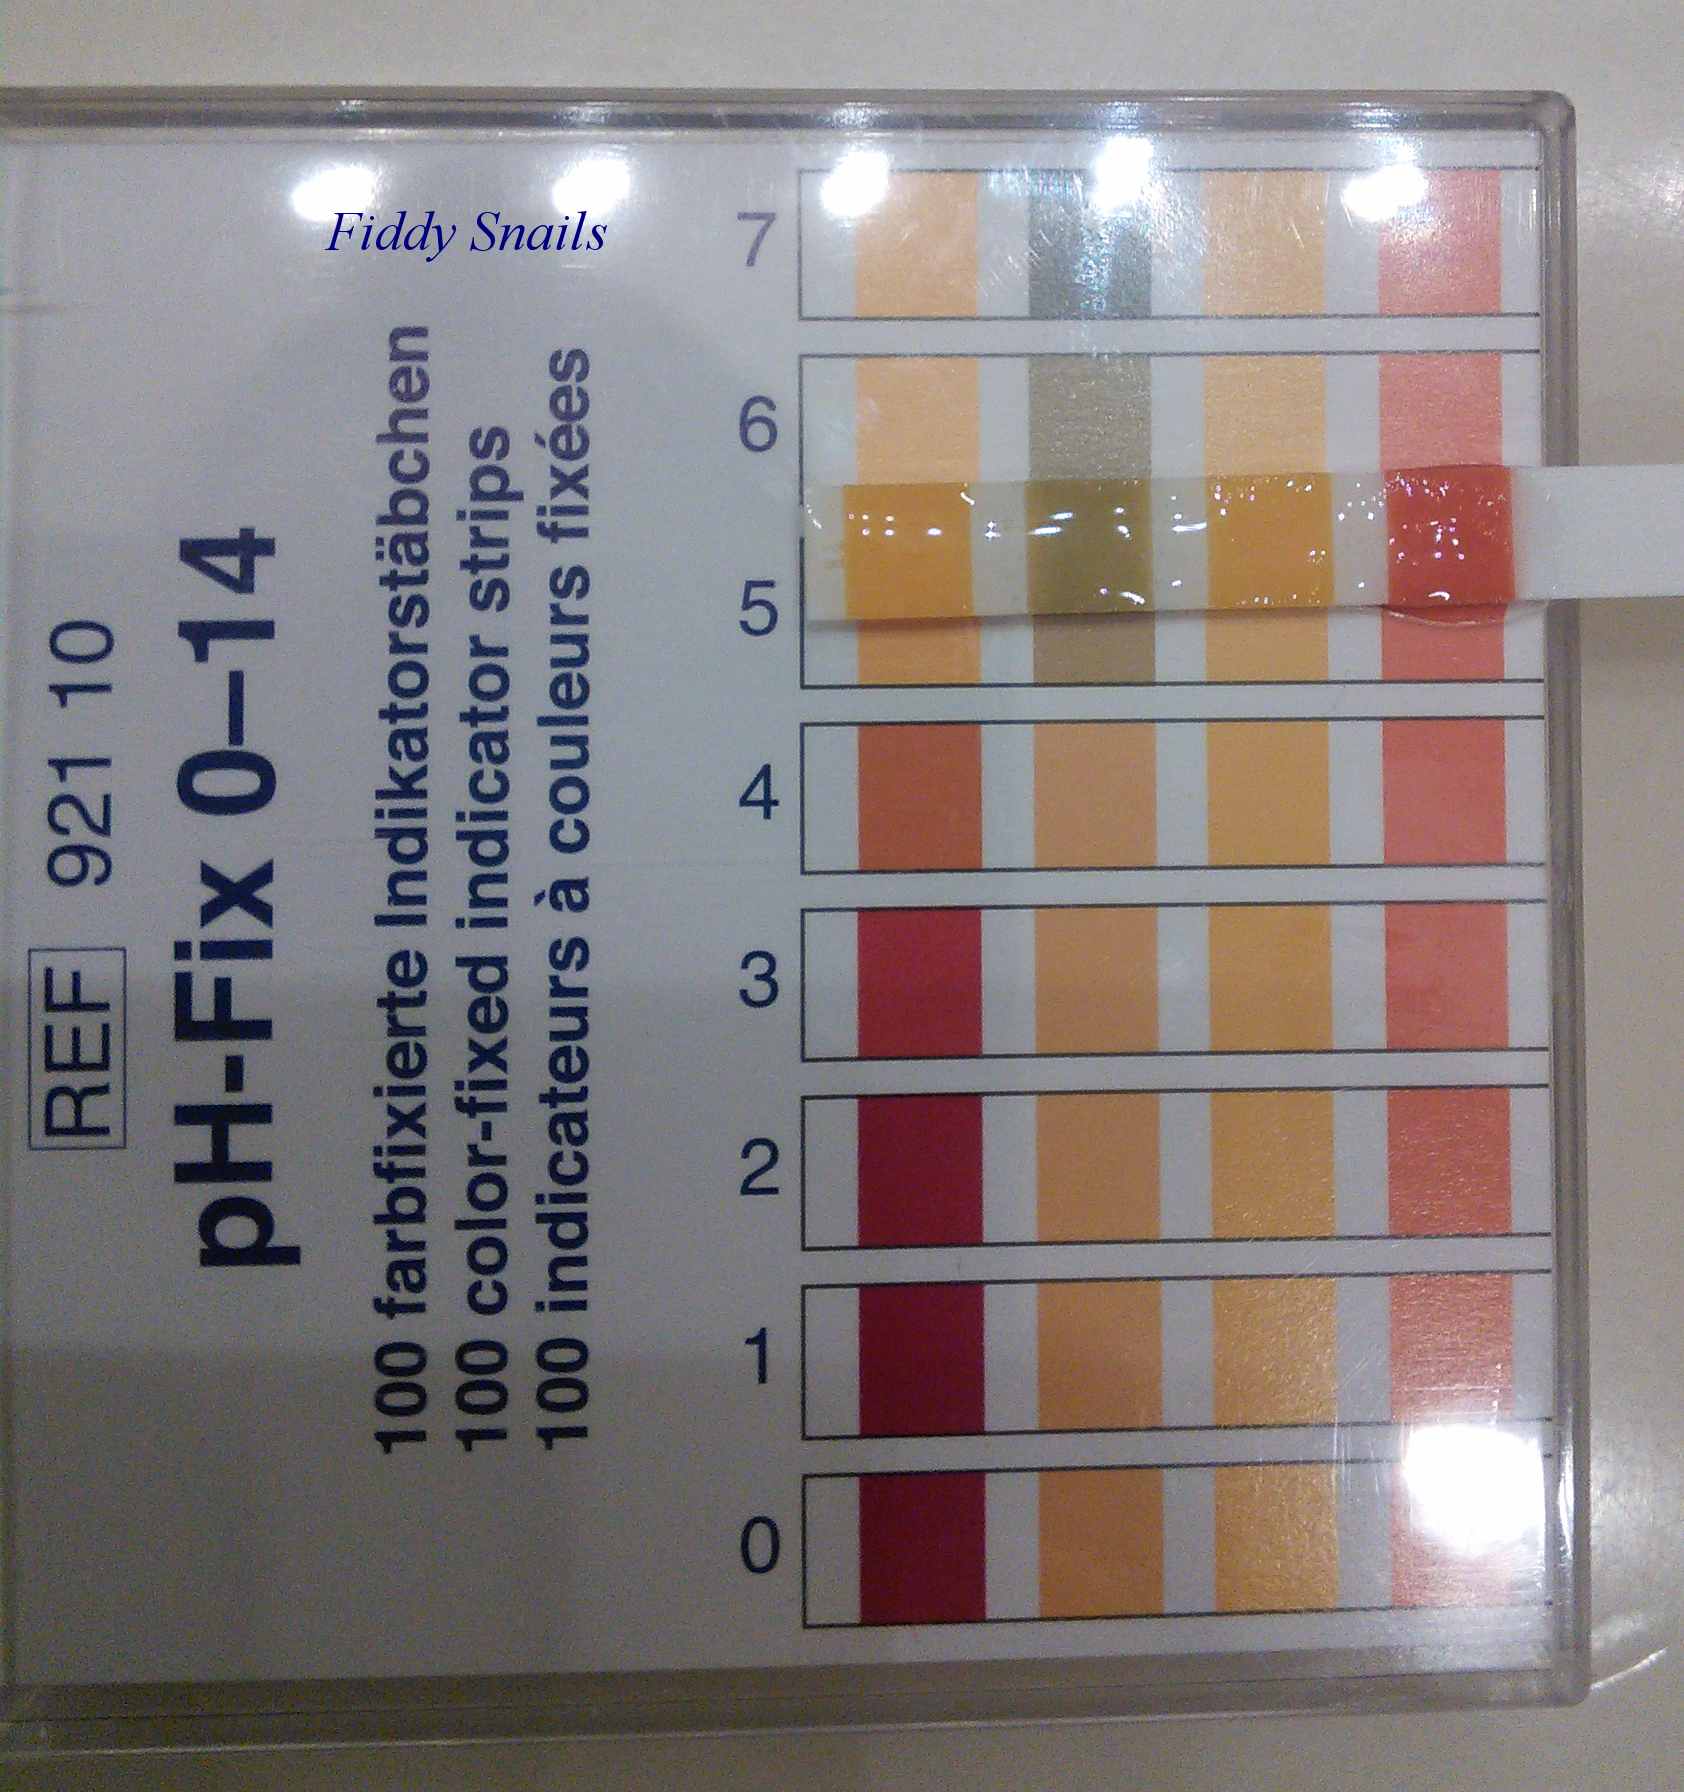 Fiddy Snails
REF 921 10
pH-Fix 0–14
100 farbfixierte Indikatorstäbchen
100 color-fixed indicator strips
100 indicateurs à couleurs fixées
7
6
5
4
3
2
1
0